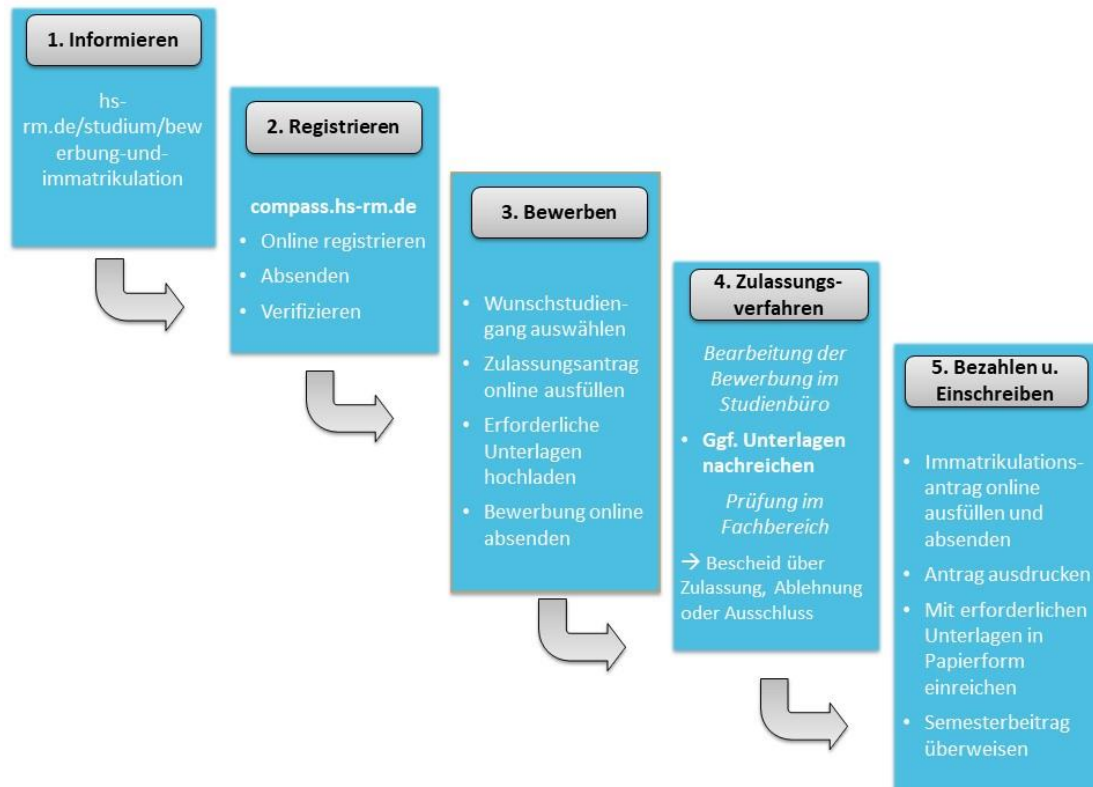 1. Informieren
hs-
rm.de/studium/bew
erbung-und-
immatrikulation
2. Registrieren
compass.hs-rm.de
• Online registrieren
• Absenden
• Verifizieren
3. Bewerben
• Wunschstudien-
gang auswählen
• Zulassungsantrag
online ausfüllen
• Erforderliche
Unterlagen
hochladen
• Bewerbung online
absenden
4. Zulassungs-
verfahren
Bearbeitung der
Bewerbung im
Studienbüro
• Ggf. Unterlagen
nachreichen
Prüfung im
Fachbereich
→ Bescheid über
Zulassung, Ablehnung
oder Ausschluss
5. Bezahlen u.
Einschreiben
• Immatrikulations-
antrag online
ausfüllen und
absenden
• Antrag ausdrucken
• Mit erforderlichen
Unterlagen in
Papierform
einreichen
• Semesterbeitrag
überweisen